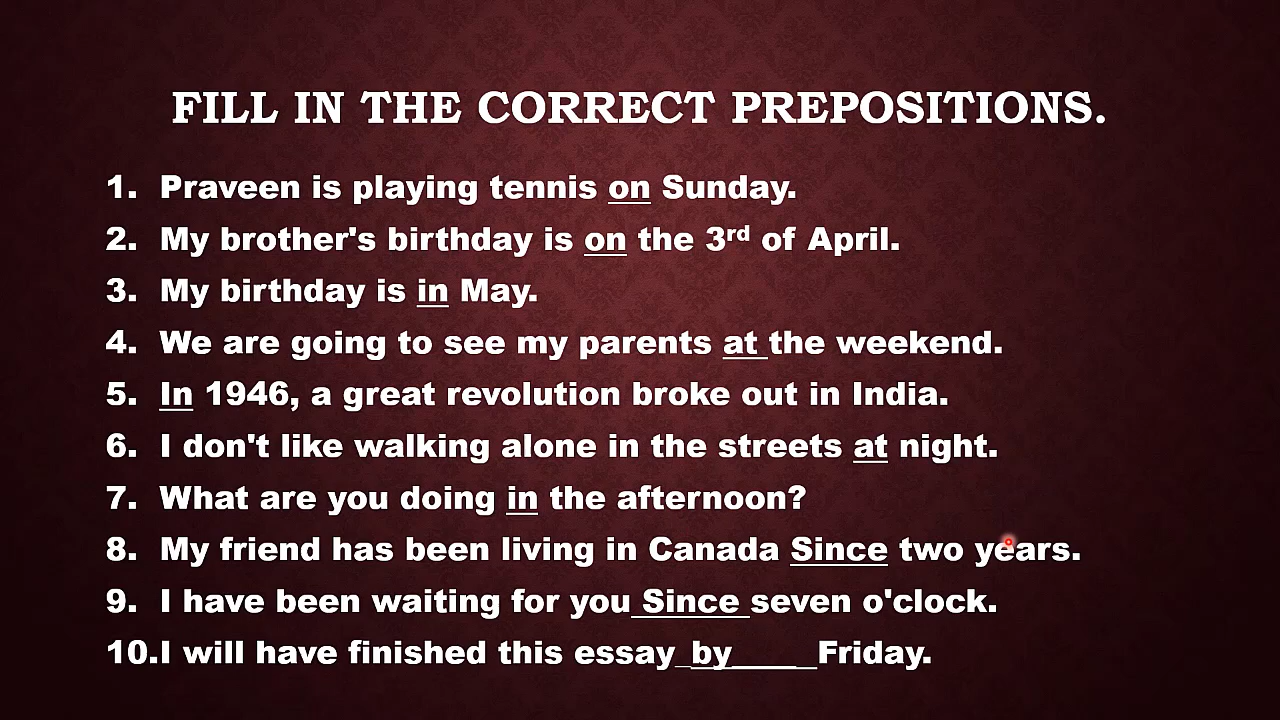 FILL IN THE CORRECT PREPOSITIONS.
1. Praveen is playing tennis on Sunday.
2. My brother's birthday is on the 3rd of April.
3. My birthday is in May.
4. We are going to see my parents at the weekend.
5. In 1946, a great revolution broke out in India.
6. I don't like walking alone in the streets at night.
7. What are you doing in the afternoon?
8. My friend has been living in Canada Since two years.
9. I have been waiting for you Since seven o'clock.
10.I will have finished this essay_by____ _Friday.